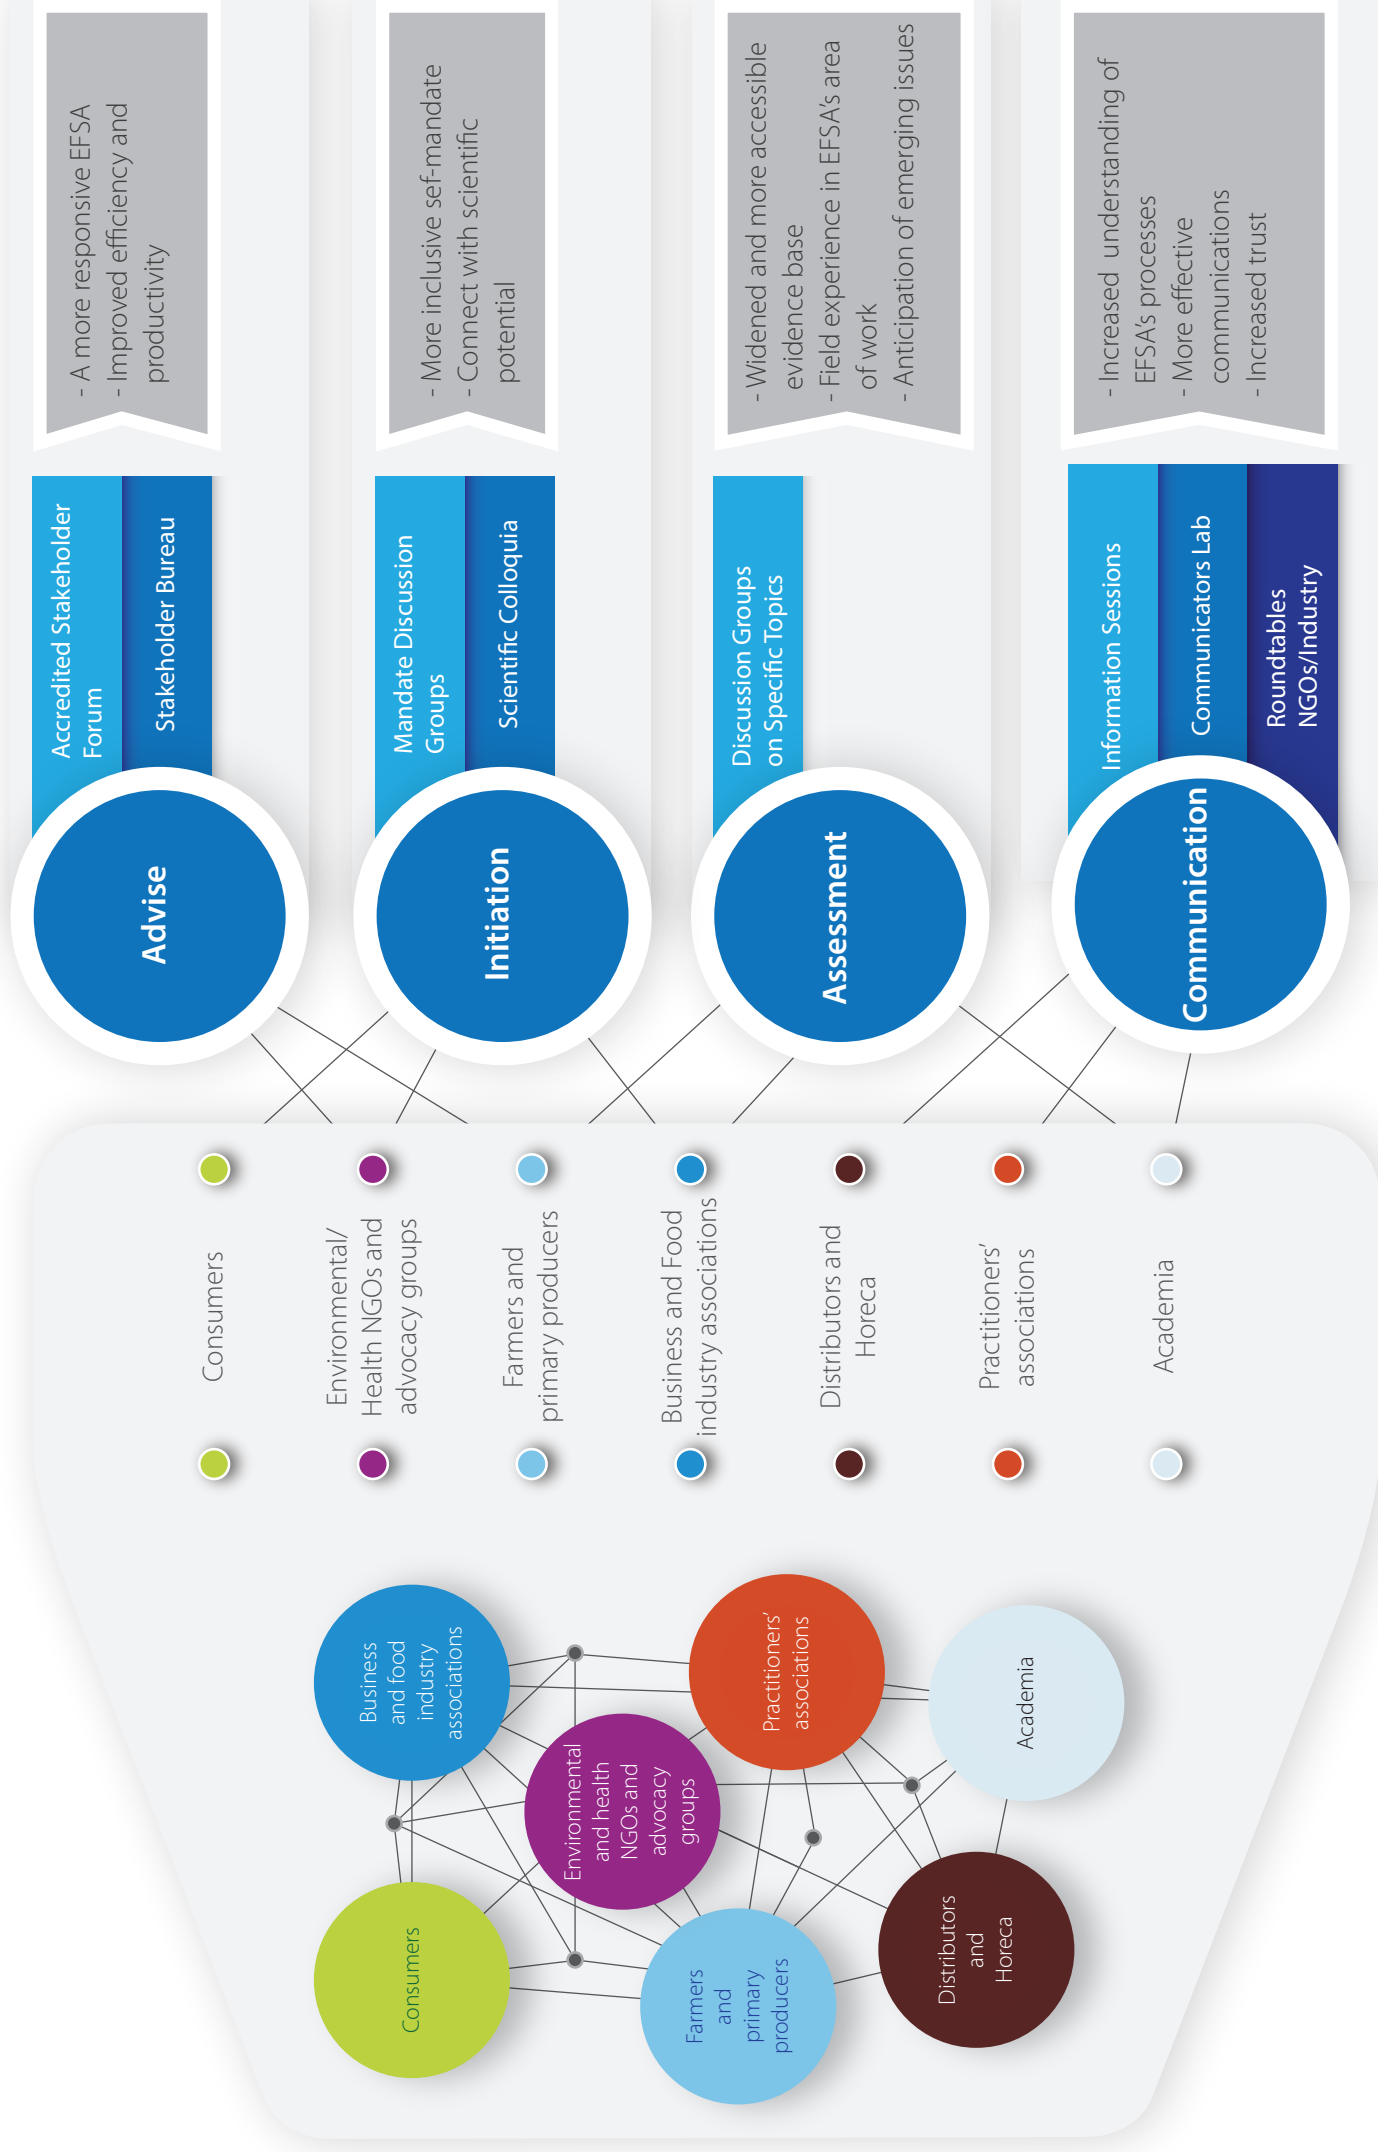 Consumers
Business
and food
industry
associations
Environmental
and health
NGOs and
advocacy
groups
Farmers
and
primary
producers
Practitioners’
associations
Distributors
and
Horeca
Academia
Consumers
Environmental/
Health NGOs and
advocacy groups
Farmers and
primary producers
Business and Food
industry associations
Distributors and
Horeca
Practitioners’
associations
Academia
Advise
Accredited Stakeholder
Forum
Stakeholder Bureau
- A more responsive EFSA
- Improved efficiency and
productivity
Initiation
Mandate Discussion
Groups
Scientific Colloquia
- More inclusive sef-mandate
- Connect with scientific
potential
Assessment
Discussion Groups
on Specific Topics
- Widened and more accessible
evidence base
- Field experience in EFSA’s area
of work
- Anticipation of emerging issues
Communication
Information Sessions
Communicators Lab
Roundtables
NGOs/Industry
- Increased understanding of
EFSA’s processes
- More effective
communications
- Increased trust